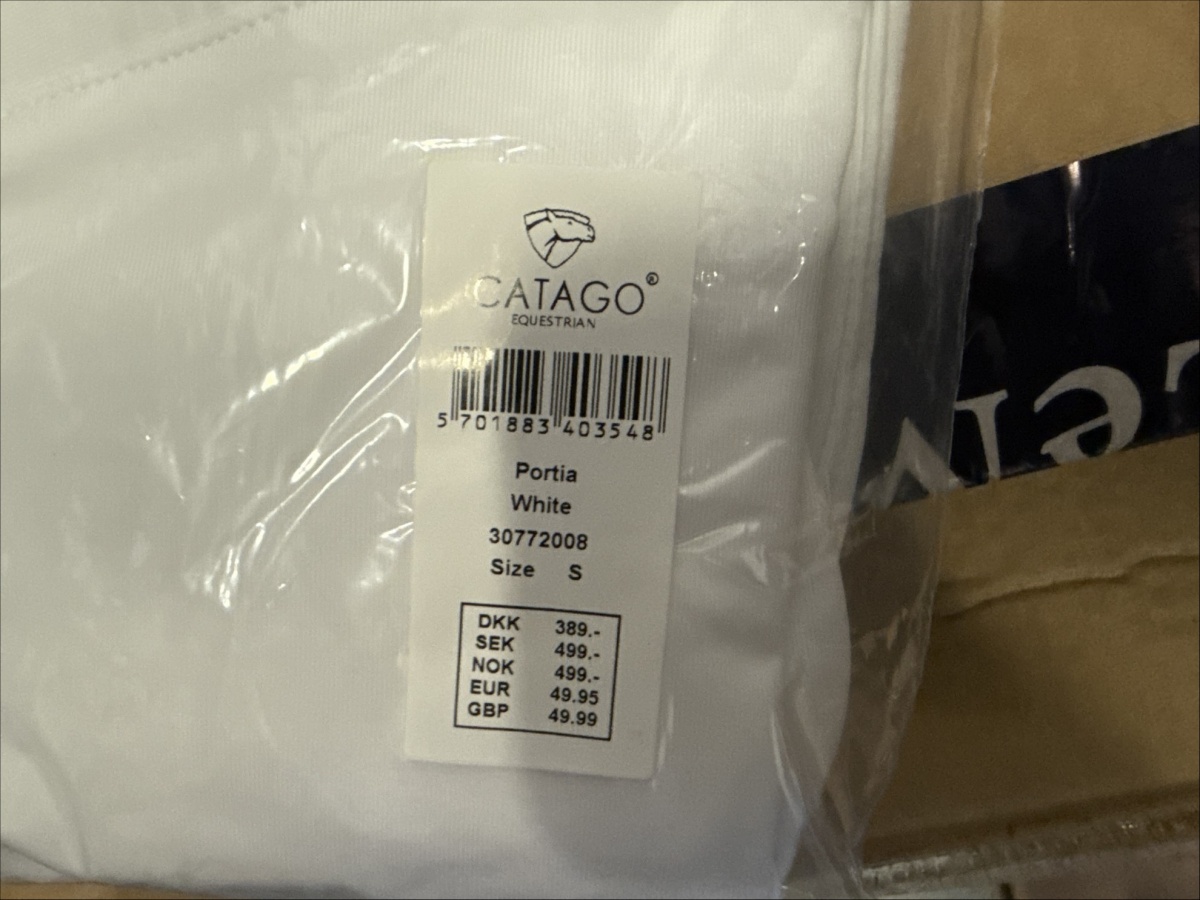 CATAGO®
EQUESTRIAN
5 701883 403548
Portia
White
30772008
Size S
DKK 389.-
SEK 499.-
NOK 499.-
EUR 49.95
GBP 49.99